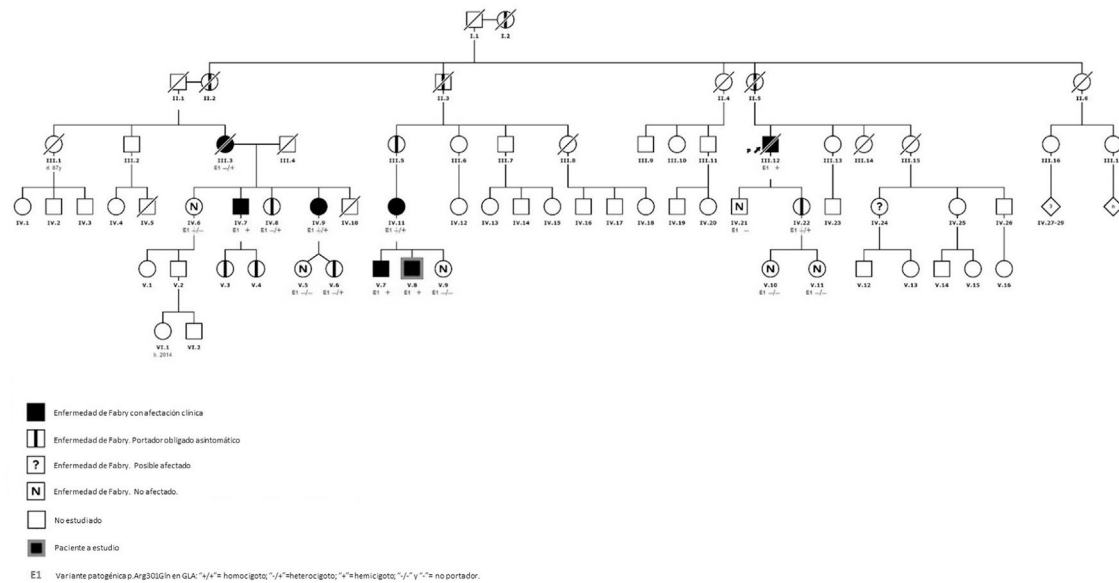 I.1 I.2
II.1 II.2 II.3 II.4 II.5 II.6
III.1 III.2 III.3 III.4 III.5 III.6 III.7 III.8 III.9 III.10 III.11 P III.12 III.13 III.14 III.15 III.16
d. 87y E1 -/+ E1 +
N N ?
IV.1 IV.2 IV.3 IV.4 IV.5 IV.6 IV.7 IV.8 IV.9 IV.10 IV.11 IV.12 IV.13 IV.14 IV.15 IV.16 IV.17 IV.18 IV.19 IV.20 IV.21 IV.22 IV.23 IV.24 IV.25 IV.26 IV.27-29
E1 -/- E1 + E1 -/+ E1 -/+ E1 -/+ E1 - E1 -/+
N N N N
V.1 V.2 V.3 V.4 V.5 V.6 V.7 V.8 V.9 V.10 V.11 V.12 V.13 V.14 V.15 V.16
E1 -/- E1 -/+ E1 + E1 + E1 -/- E1 -/- E1 -/-
VI.1 VI.2
b. 2014
Enfermedad de Fabry con afectación clínica
Enfermedad de Fabry. Portador obligado asintomático
? Enfermedad de Fabry. Posible afectado
N Enfermedad de Fabry. No afectado.
No estudiado
Paciente a estudio
E1 Variante patogénica p.Arg301Gln en GLA: "+/+"= homocigoto; "-/+"=heterocigoto; "+"= hemicigoto; "-/-" y "-"= no portador.